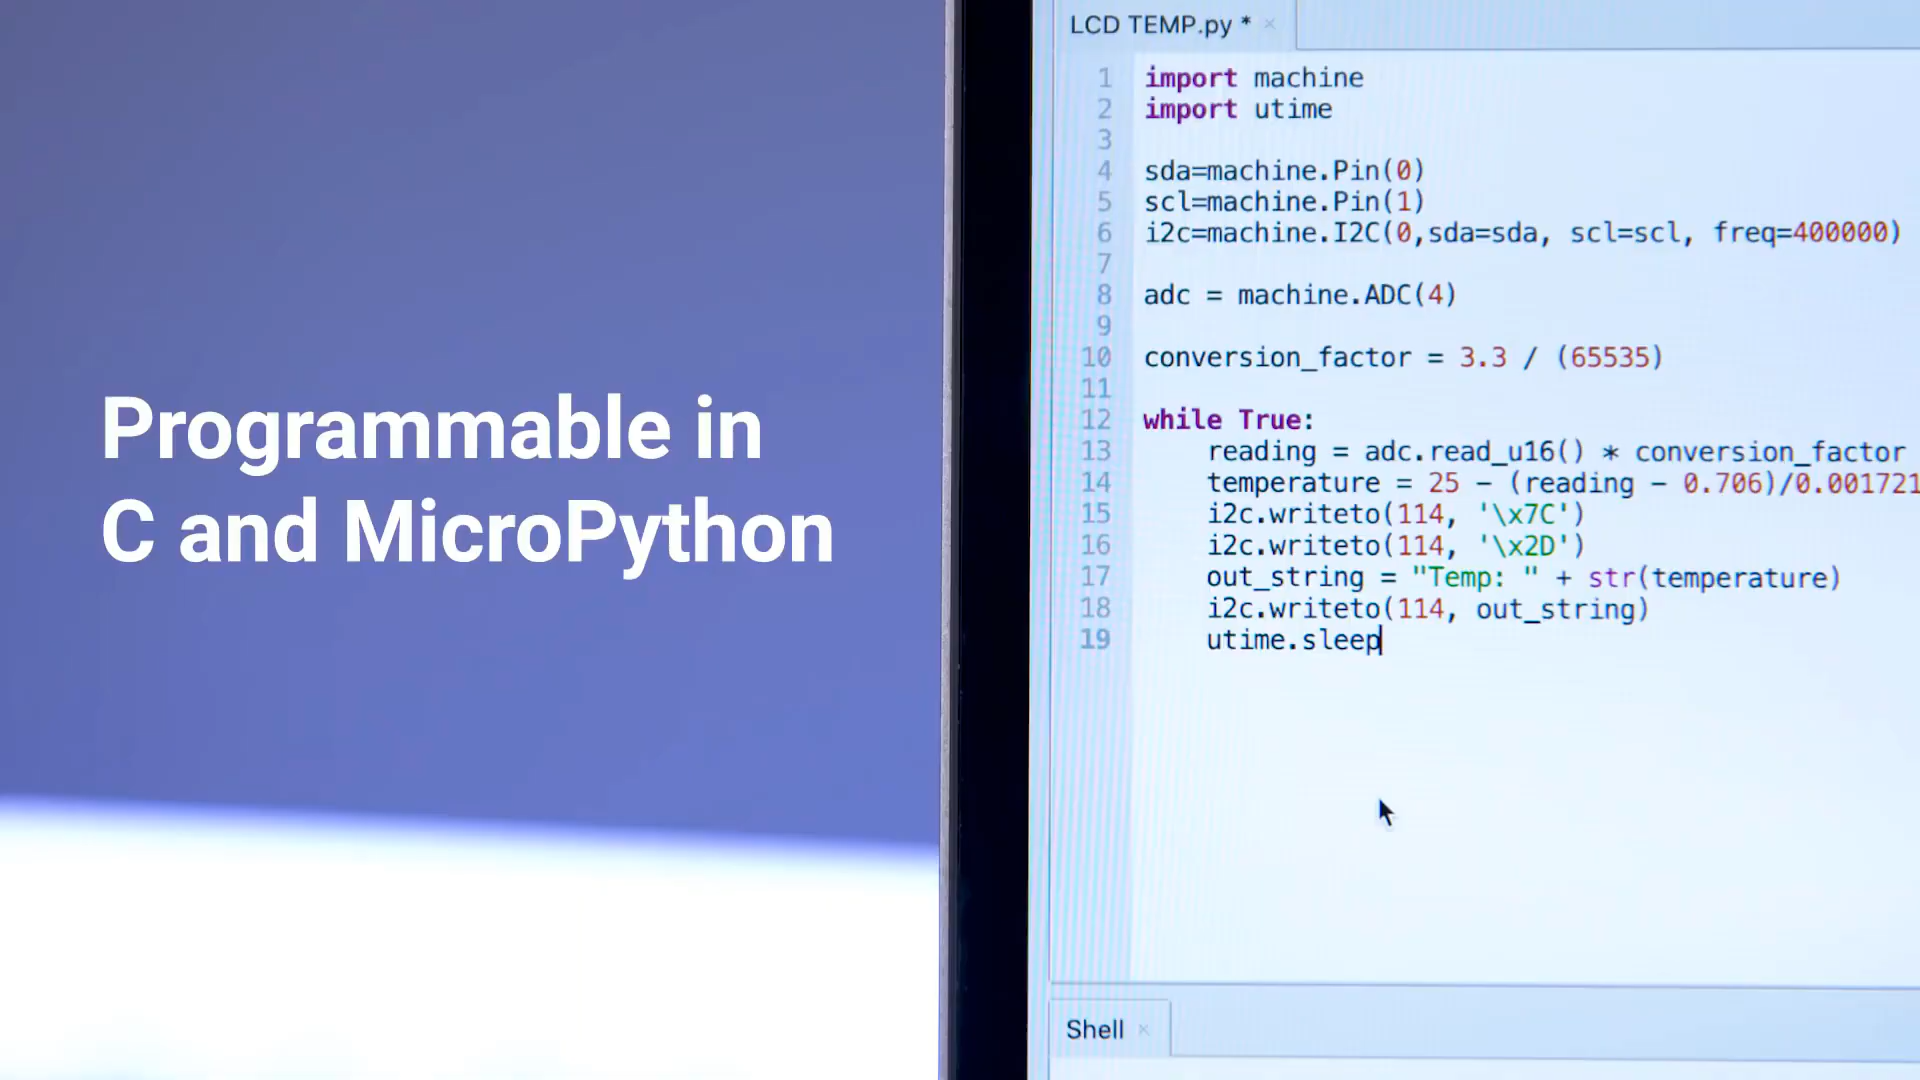 Programmable in
C and MicroPython
LCD TEMP.py * ×
1 import machine
2 import utime
3
4 sda=machine.Pin(0)
5 scl=machine.Pin(1)
6 i2c=machine.I2C(0,sda=sda, scl=scl, freq=400000)
7
8 adc = machine.ADC(4)
9
10 conversion_factor = 3.3 / (65535)
11
12 while True:
13     reading = adc.read_u16() * conversion_factor
14     temperature = 25 - (reading - 0.706)/0.001721
15     i2c.writeto(114, '\x7C')
16     i2c.writeto(114, '\x2D')
17     out_string = "Temp: " + str(temperature)
18     i2c.writeto(114, out_string)
19     utime.sleep
Shell ×